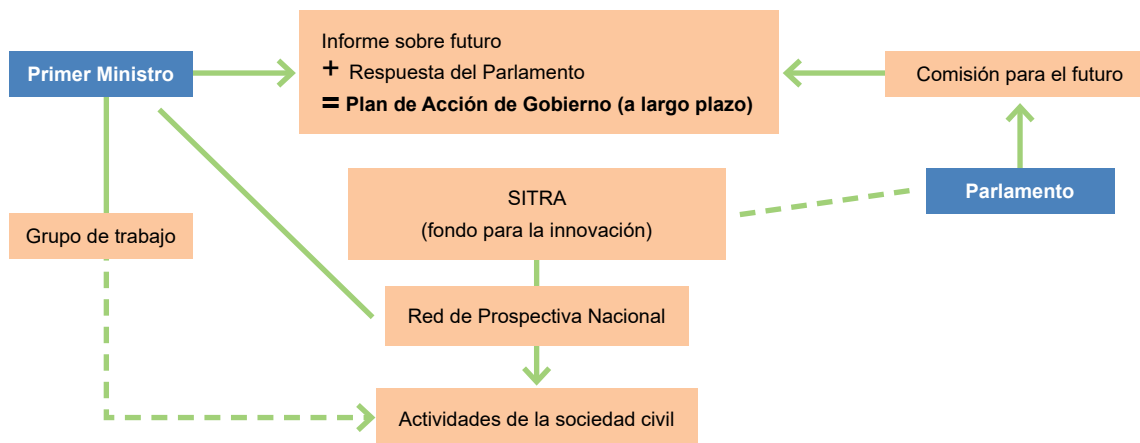 Primer Ministro
Informe sobre futuro
+ Respuesta del Parlamento
= Plan de Acción de Gobierno (a largo plazo)
Comisión para el futuro
SITRA
(fondo para la innovación)
Parlamento
Grupo de trabajo
Red de Prospectiva Nacional
Actividades de la sociedad civil